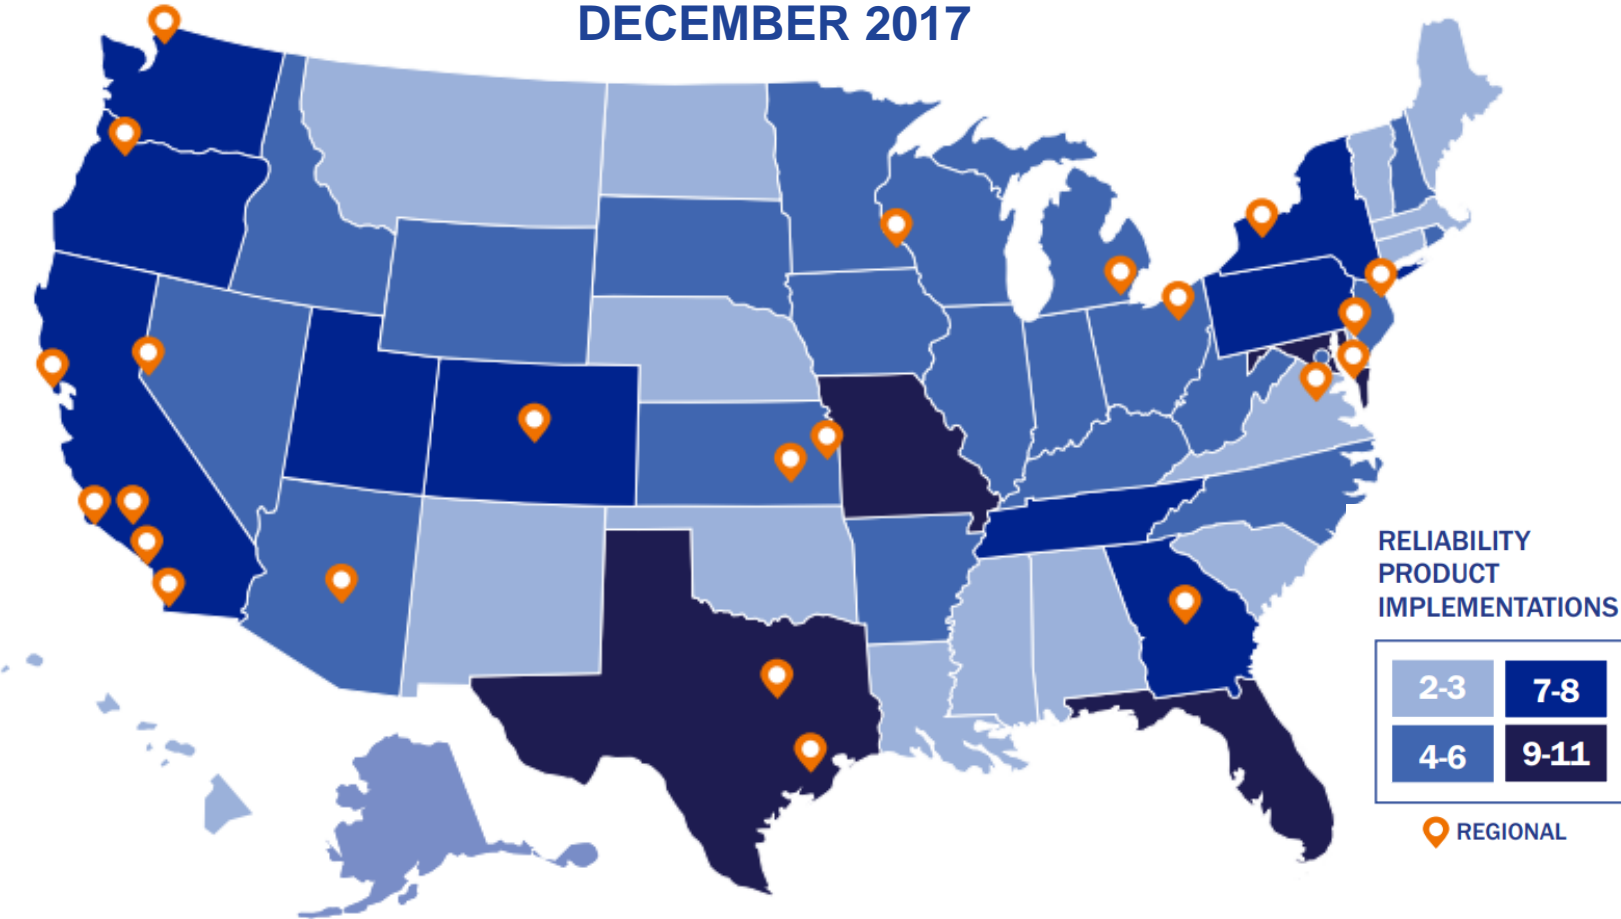 DECEMBER 2017
RELIABILITY
PRODUCT
IMPLEMENTATIONS
2-3 7-8
4-6 9-11
REGIONAL